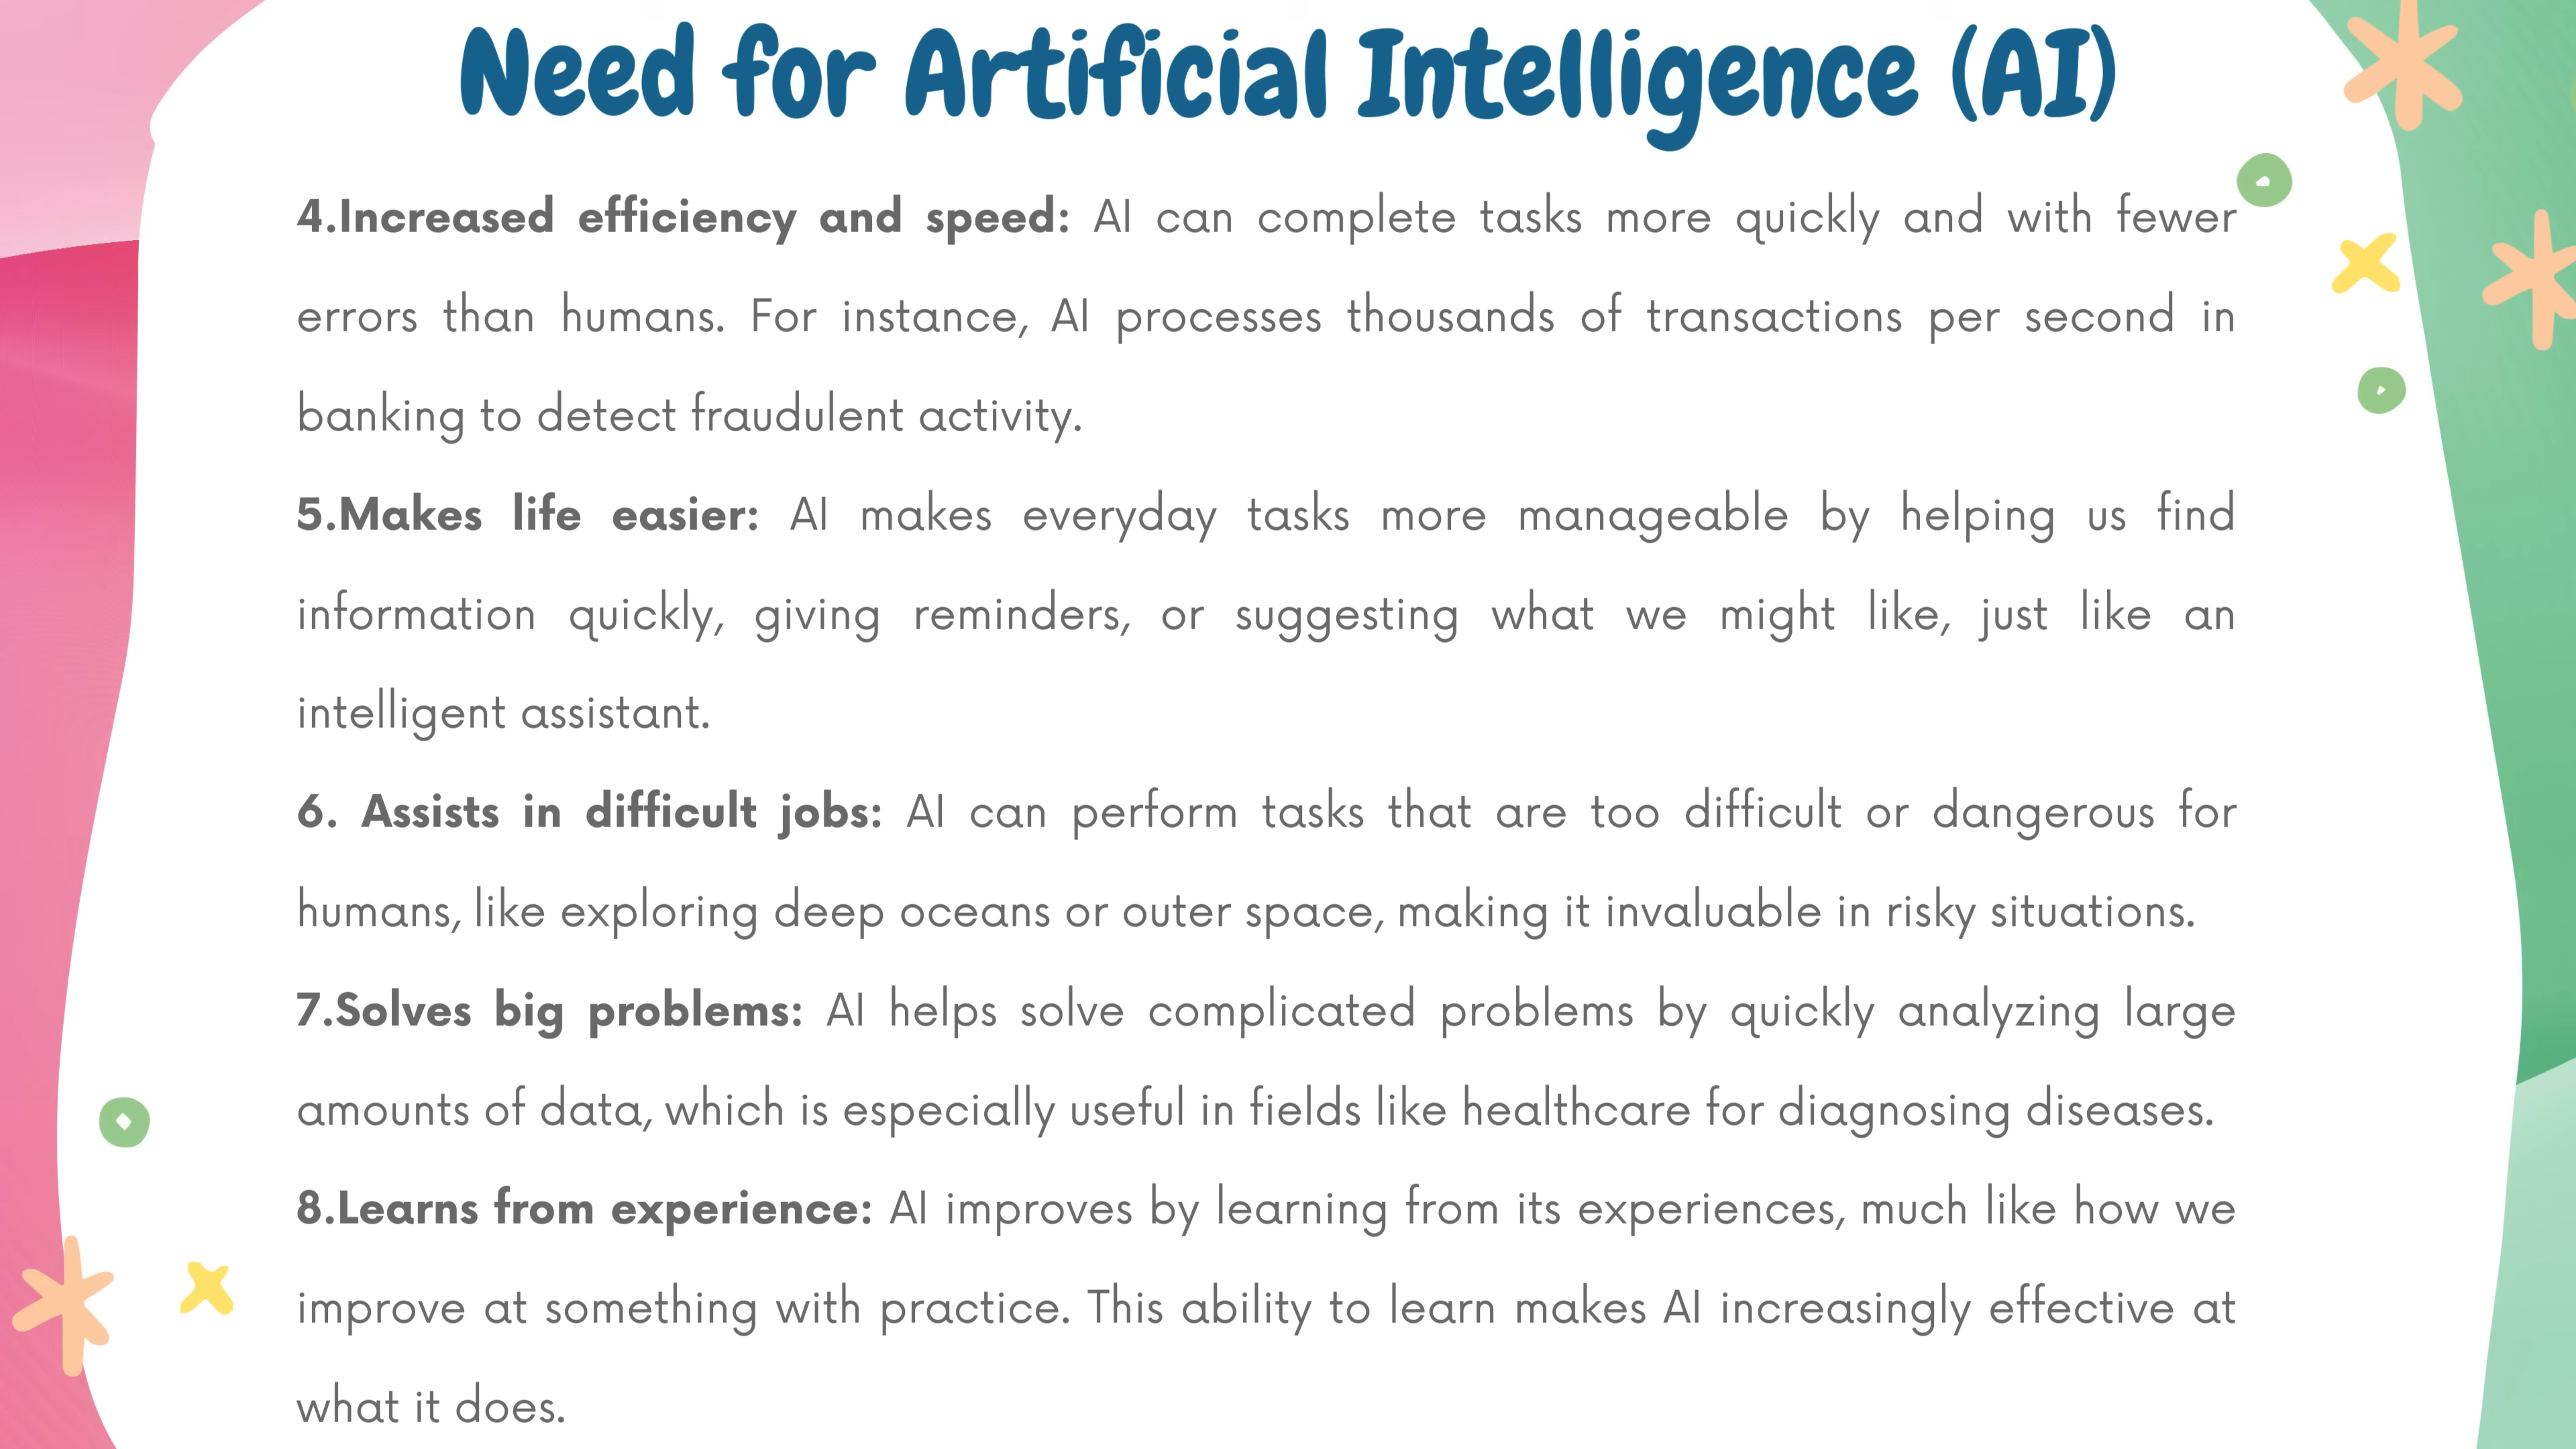 Need for Artificial Intelligence (AI)
4.Increased efficiency and speed: AI can complete tasks more quickly and with fewer
errors than humans. For instance, AI processes thousands of transactions per second in
banking to detect fraudulent activity.
5.Makes life easier: AI makes everyday tasks more manageable by helping us find
information quickly, giving reminders, or suggesting what we might like, just like an
intelligent assistant.
6. Assists in difficult jobs: AI can perform tasks that are too difficult or dangerous for
humans, like exploring deep oceans or outer space, making it invaluable in risky situations.
7.Solves big problems: AI helps solve complicated problems by quickly analyzing large
amounts of data, which is especially useful in fields like healthcare for diagnosing diseases.
8.Learns from experience: AI improves by learning from its experiences, much like how we
improve at something with practice. This ability to learn makes AI increasingly effective at
what it does.